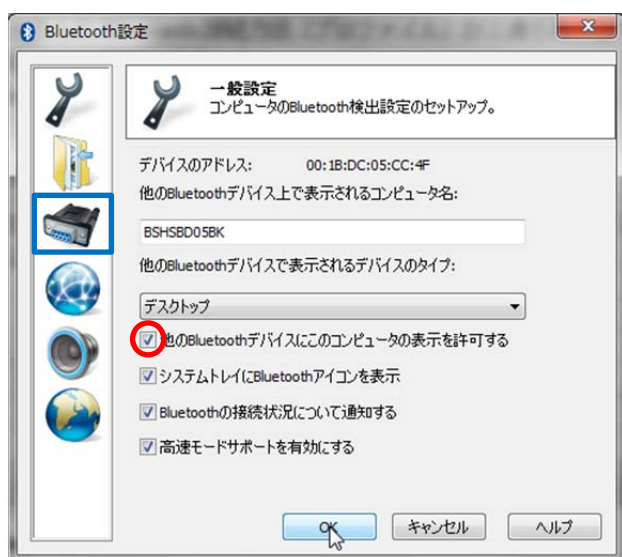 Bluetooth設定
一般設定
コンピュータのBluetooth検出設定のセットアップ。
デバイスのアドレス: 00:1B:DC:05:CC:4F
他のBluetoothデバイス上で表示されるコンピュータ名:
BSHSBD05BK
他のBluetoothデバイスで表示されるデバイスのタイプ:
デスクトップ
他のBluetoothデバイスにこのコンピュータの表示を許可する
システムトレイにBluetoothアイコンを表示
Bluetoothの接続状況について通知する
高速モードサポートを有効にする
OK キャンセル ヘルプ